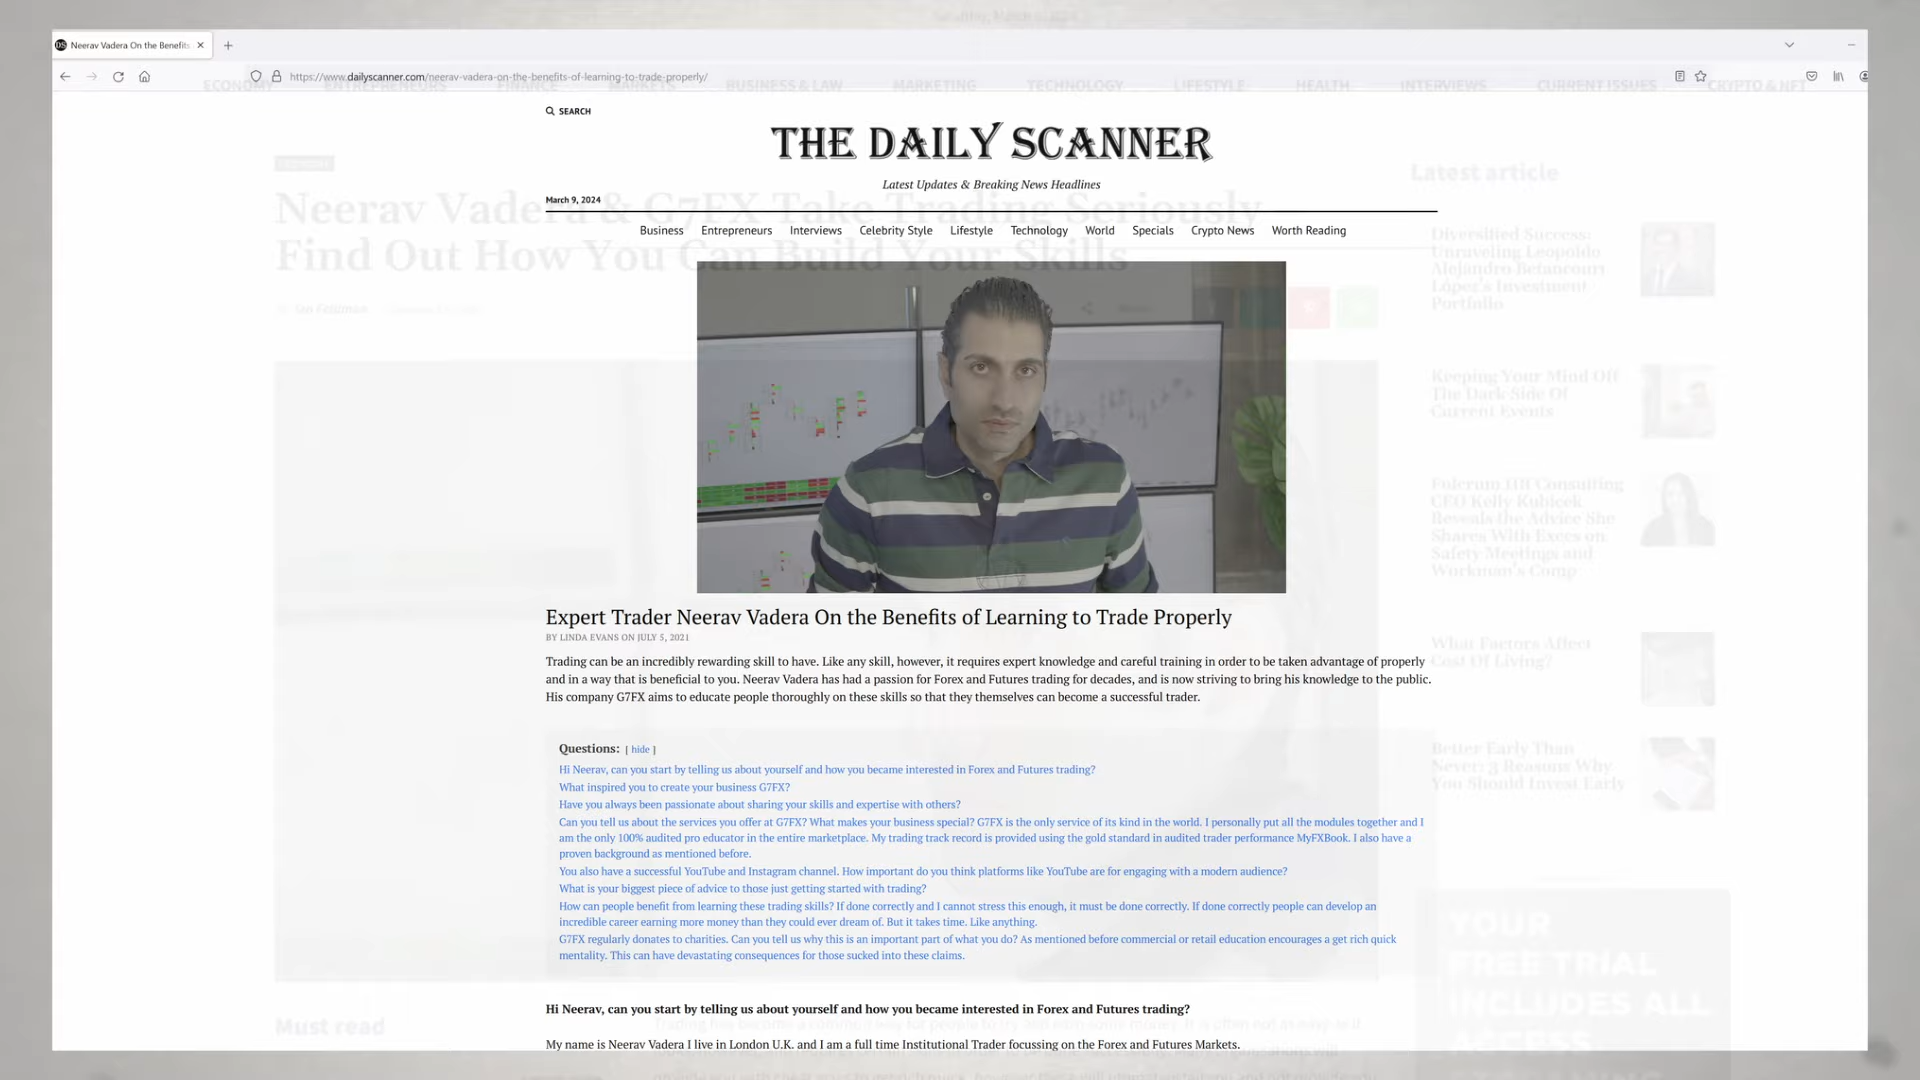 Neerav Vadera On the Benefits
https://www.dailyscanner.com/neerav-vadera-on-the-benefits-of-learning-to-trade-properly/
ECONOMY ENTREPRENEURS FINANCE MARKETS BUSINESS & LAW MARKETING TECHNOLOGY LIFESTYLE HEALTH INTERVIEWS CURRENT ISSUES CRYPTO & NFT
SEARCH
THE DAILY SCANNER
Latest Updates & Breaking News Headlines
March 9, 2024
Business Entrepreneurs Interviews Celebrity Style Lifestyle Technology World Specials Crypto News Worth Reading
Neerav Vadera & G7FX Take Trading Seriously
Find Out How You Can Build Your Skills
Latest article
Diversified Success:
Unraveling Leopoldo
Alejandro Betancourt
López's Investment
Portfolio
Keeping Your Mind Off
The Dark Side Of
Current Events
Fulcrum HR Consulting
CEO Kelly Kubicek
Reveals the Advice She
Shares With Execs on
Safety Meetings and
Workman's Comp
What Factors Affect
Cost Of Living?
Better Early Than
Never: 3 Reasons Why
You Should Invest Early
Expert Trader Neerav Vadera On the Benefits of Learning to Trade Properly
BY LINDA EVANS ON JULY 5, 2021
Trading can be an incredibly rewarding skill to have. Like any skill, however, it requires expert knowledge and careful training in order to be taken advantage of properly
and in a way that is beneficial to you. Neerav Vadera has had a passion for Forex and Futures trading for decades, and is now striving to bring his knowledge to the public.
His company G7FX aims to educate people thoroughly on these skills so that they themselves can become a successful trader.
Questions: [ hide ]
Hi Neerav, can you start by telling us about yourself and how you became interested in Forex and Futures trading?
What inspired you to create your business G7FX?
Have you always been passionate about sharing your skills and expertise with others?
Can you tell us about the services you offer at G7FX? What makes your business special? G7FX is the only service of its kind in the world. I personally put all the modules together and I
am the only 100% audited pro educator in the entire marketplace. My trading track record is provided using the gold standard in audited trader performance MyFXBook. I also have a
proven background as mentioned before.
You also have a successful YouTube and Instagram channel. How important do you think platforms like YouTube are for engaging with a modern audience?
What is your biggest piece of advice to those just getting started with trading?
How can people benefit from learning these trading skills? If done correctly and I cannot stress this enough, it must be done correctly. If done correctly people can develop an
incredible career earning more money than they could ever dream of. But it takes time. Like anything.
G7FX regularly donates to charities. Can you tell us why this is an important part of what you do? As mentioned before commercial or retail education encourages a get rich quick
mentality. This can have devastating consequences for those sucked into these claims.
YOUR
FREE TRIAL
INCLUDES ALL
ACCESS
Hi Neerav, can you start by telling us about yourself and how you became interested in Forex and Futures trading?
Must read
My name is Neerav Vadera I live in London U.K. and I am a full time Institutional Trader focussing on the Forex and Futures Markets.